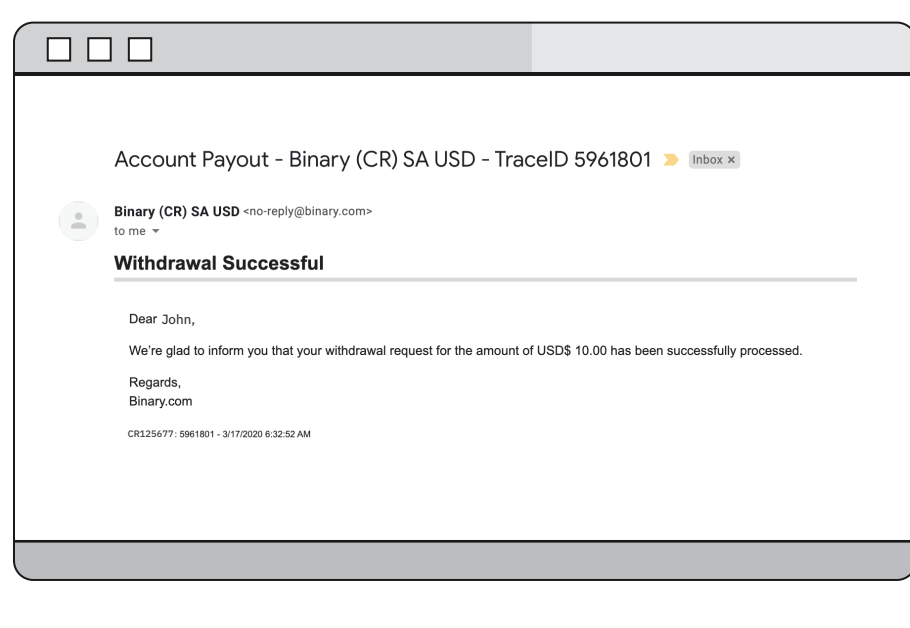 Account Payout - Binary (CR) SA USD - TraceID 5961801 Inbox ×
Binary (CR) SA USD <no-reply@binary.com>
to me
Withdrawal Successful
Dear John,
We’re glad to inform you that your withdrawal request for the amount of USD$ 10.00 has been successfully processed.
Regards,
Binary.com
CR125677: 5961801 - 3/17/2020 6:32:52 AM